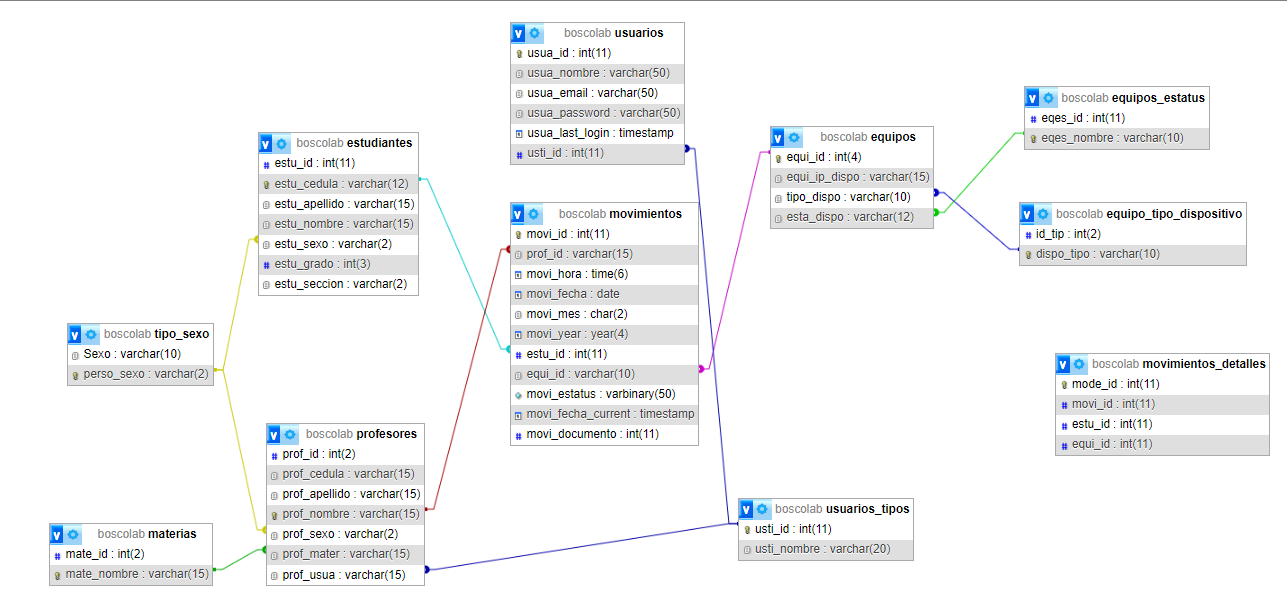 boscolab usuarios
usua_id : int(11)
usua_nombre : varchar(50)
usua_email : varchar(50)
usua_password : varchar(50)
usua_last_login : timestamp
usti_id : int(11)
boscolab equipos_estatus
eqes_id : int(11)
eqes_nombre : varchar(10)
boscolab equipos
equi_id : int(4)
equi_ip_dispo : varchar(15)
tipo_dispo : varchar(10)
esta_dispo : varchar(12)
boscolab estudiantes
estu_id : int(11)
estu_cedula : varchar(12)
estu_apellido : varchar(15)
estu_nombre : varchar(15)
estu_sexo : varchar(2)
estu_grado : int(3)
estu_seccion : varchar(2)
boscolab movimientos
movi_id : int(11)
prof_id : varchar(15)
movi_hora : time(6)
movi_fecha : date
movi_mes : char(2)
movi_year : year(4)
estu_id : int(11)
equi_id : varchar(10)
movi_estatus : varbinary(50)
movi_fecha_current : timestamp
movi_documento : int(11)
boscolab equipo_tipo_dispositivo
id_tip : int(2)
dispo_tipo : varchar(10)
boscolab tipo_sexo
Sexo : varchar(10)
perso_sexo : varchar(2)
boscolab movimientos_detalles
mode_id : int(11)
movi_id : int(11)
estu_id : int(11)
equi_id : int(11)
boscolab profesores
prof_id : int(2)
prof_cedula : varchar(15)
prof_apellido : varchar(15)
prof_nombre : varchar(15)
prof_sexo : varchar(2)
prof_mater : varchar(15)
prof_usua : varchar(15)
boscolab usuarios_tipos
usti_id : int(11)
usti_nombre : varchar(20)
boscolab materias
mate_id : int(2)
mate_nombre : varchar(15)